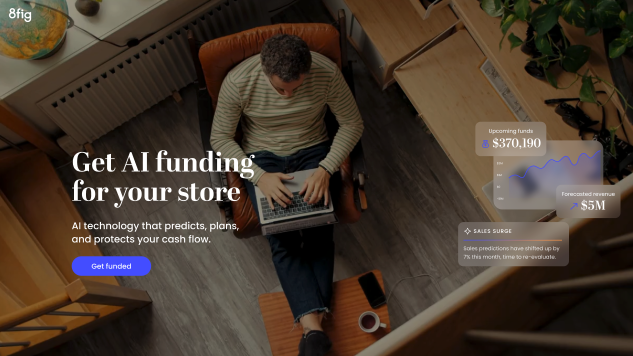 8fig
Get AI funding
for your store
AI technology that predicts, plans,
and protects your cash flow.
Get funded
Upcoming funds
$370,190
Forecasted revenue
$5M
SALES SURGE
Sales predictions have shifted up by
7% this month, time to re-evaluate.